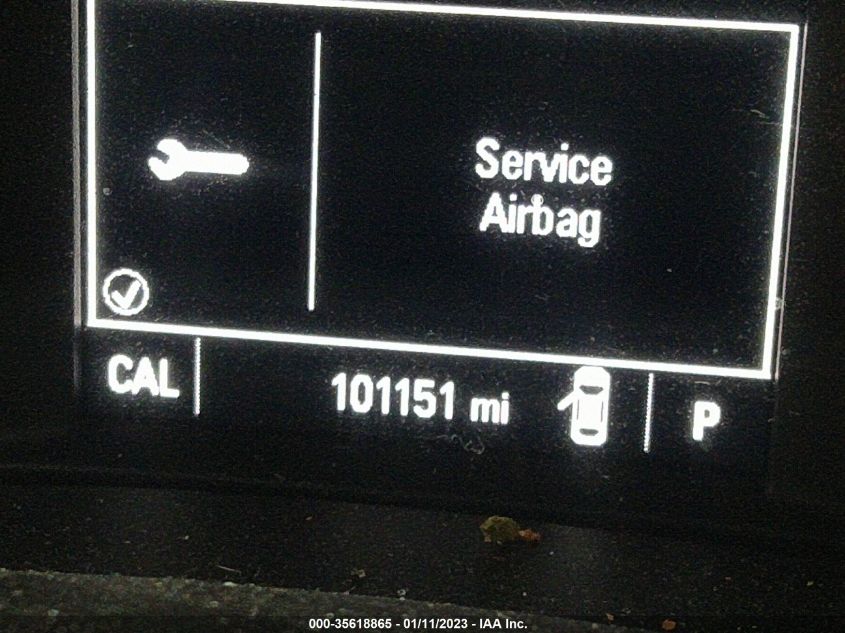 Service
Airbag
CAL 101151 mi P
000-35618865 - 01/11/2023 - IAA Inc.